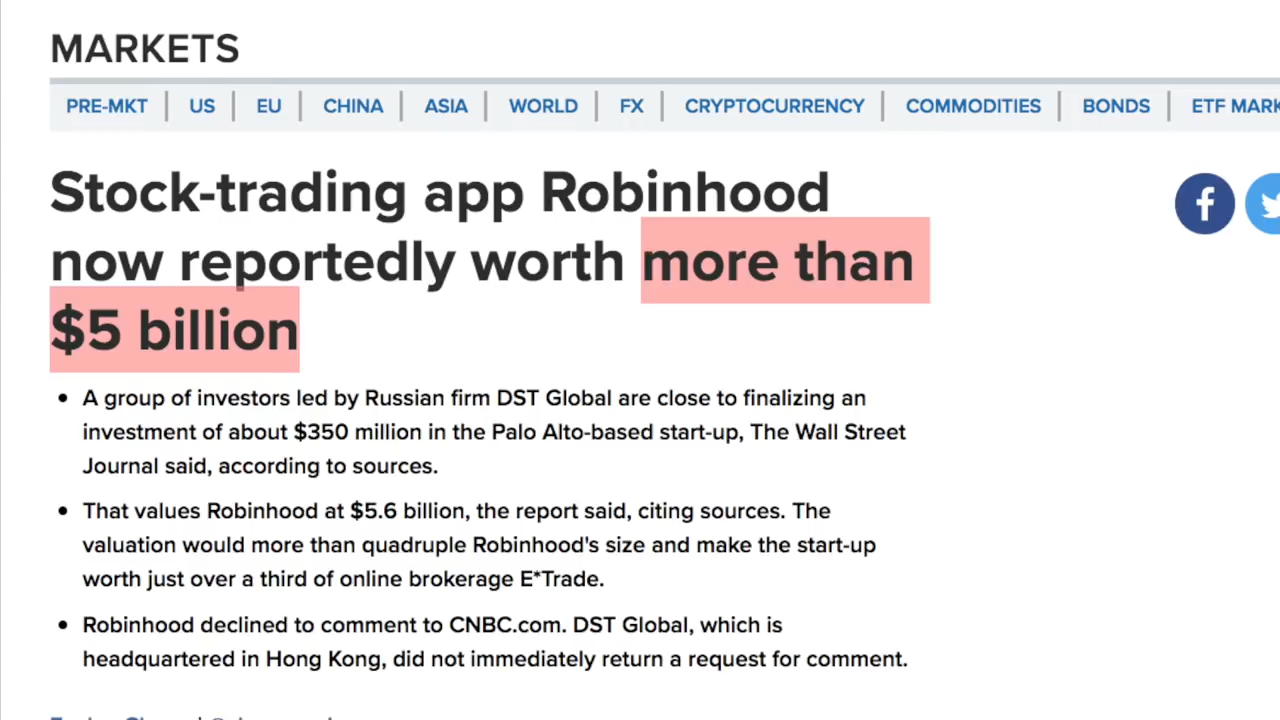 MARKETS
PRE-MKT | US | EU | CHINA | ASIA | WORLD | FX | CRYPTOCURRENCY | COMMODITIES | BONDS | ETF MARK
Stock-trading app Robinhood
now reportedly worth more than
$5 billion
• A group of investors led by Russian firm DST Global are close to finalizing an
investment of about $350 million in the Palo Alto-based start-up, The Wall Street
Journal said, according to sources.
• That values Robinhood at $5.6 billion, the report said, citing sources. The
valuation would more than quadruple Robinhood's size and make the start-up
worth just over a third of online brokerage E*Trade.
• Robinhood declined to comment to CNBC.com. DST Global, which is
headquartered in Hong Kong, did not immediately return a request for comment.